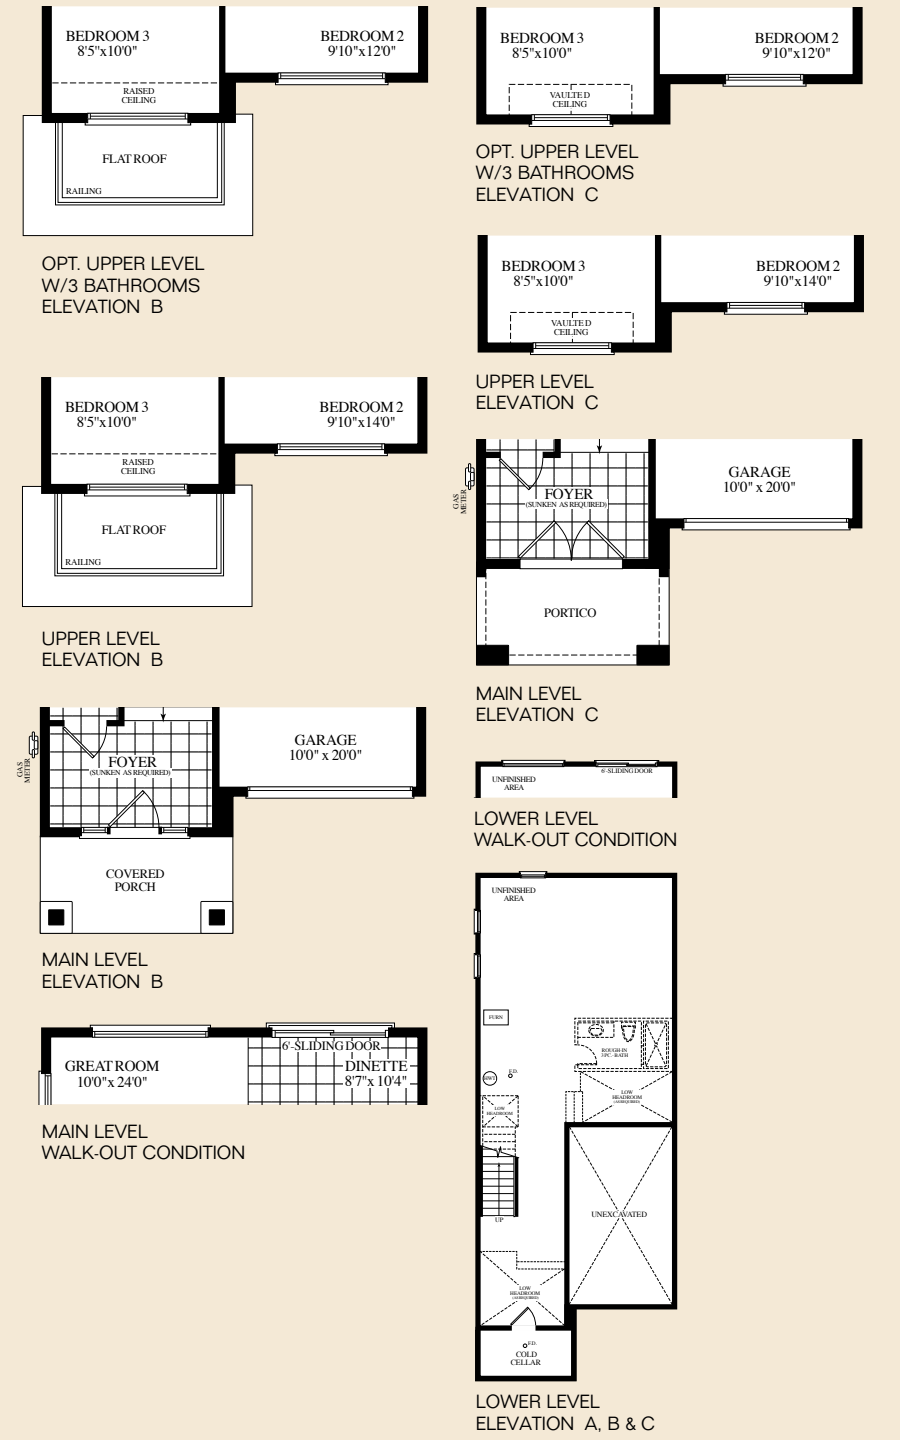 BEDROOM 3
8'5"x10'0"
BEDROOM 2
9'10"x12'0"
RAISED
CEILING
FLAT ROOF
RAILING
OPT. UPPER LEVEL
W/3 BATHROOMS
ELEVATION B
BEDROOM 3
8'5"x10'0"
BEDROOM 2
9'10"x14'0"
RAISED
CEILING
FLAT ROOF
RAILING
UPPER LEVEL
ELEVATION B
GAS
METER
FOYER
(SUNKEN AS REQUIRED)
GARAGE
10'0" x 20'0"
COVERED
PORCH
MAIN LEVEL
ELEVATION B
6'-SLIDING DOOR
GREAT ROOM
10'0"x 24'0"
DINETTE
8'7"x 10'4"
MAIN LEVEL
WALK-OUT CONDITION
BEDROOM 3
8'5"x10'0"
BEDROOM 2
9'10"x12'0"
VAULTED
CEILING
OPT. UPPER LEVEL
W/3 BATHROOMS
ELEVATION C
BEDROOM 3
8'5"x10'0"
BEDROOM 2
9'10"x14'0"
VAULTED
CEILING
UPPER LEVEL
ELEVATION C
GAS
METER
FOYER
(SUNKEN AS REQUIRED)
GARAGE
10'0" x 20'0"
PORTICO
MAIN LEVEL
ELEVATION C
UNFINISHED
AREA
6'-SLIDING DOOR
LOWER LEVEL
WALK-OUT CONDITION
UNFINISHED
AREA
FURN
ROUGH-IN
3 PC. - BATH
HWT
F.D.
LOW
HEADROOM
(AS REQUIRED)
LOW
HEADROOM
UNEXCAVATED
UP
LOW
HEADROOM
(AS REQUIRED)
F.D.
COLD
CELLAR
LOWER LEVEL
ELEVATION A, B & C